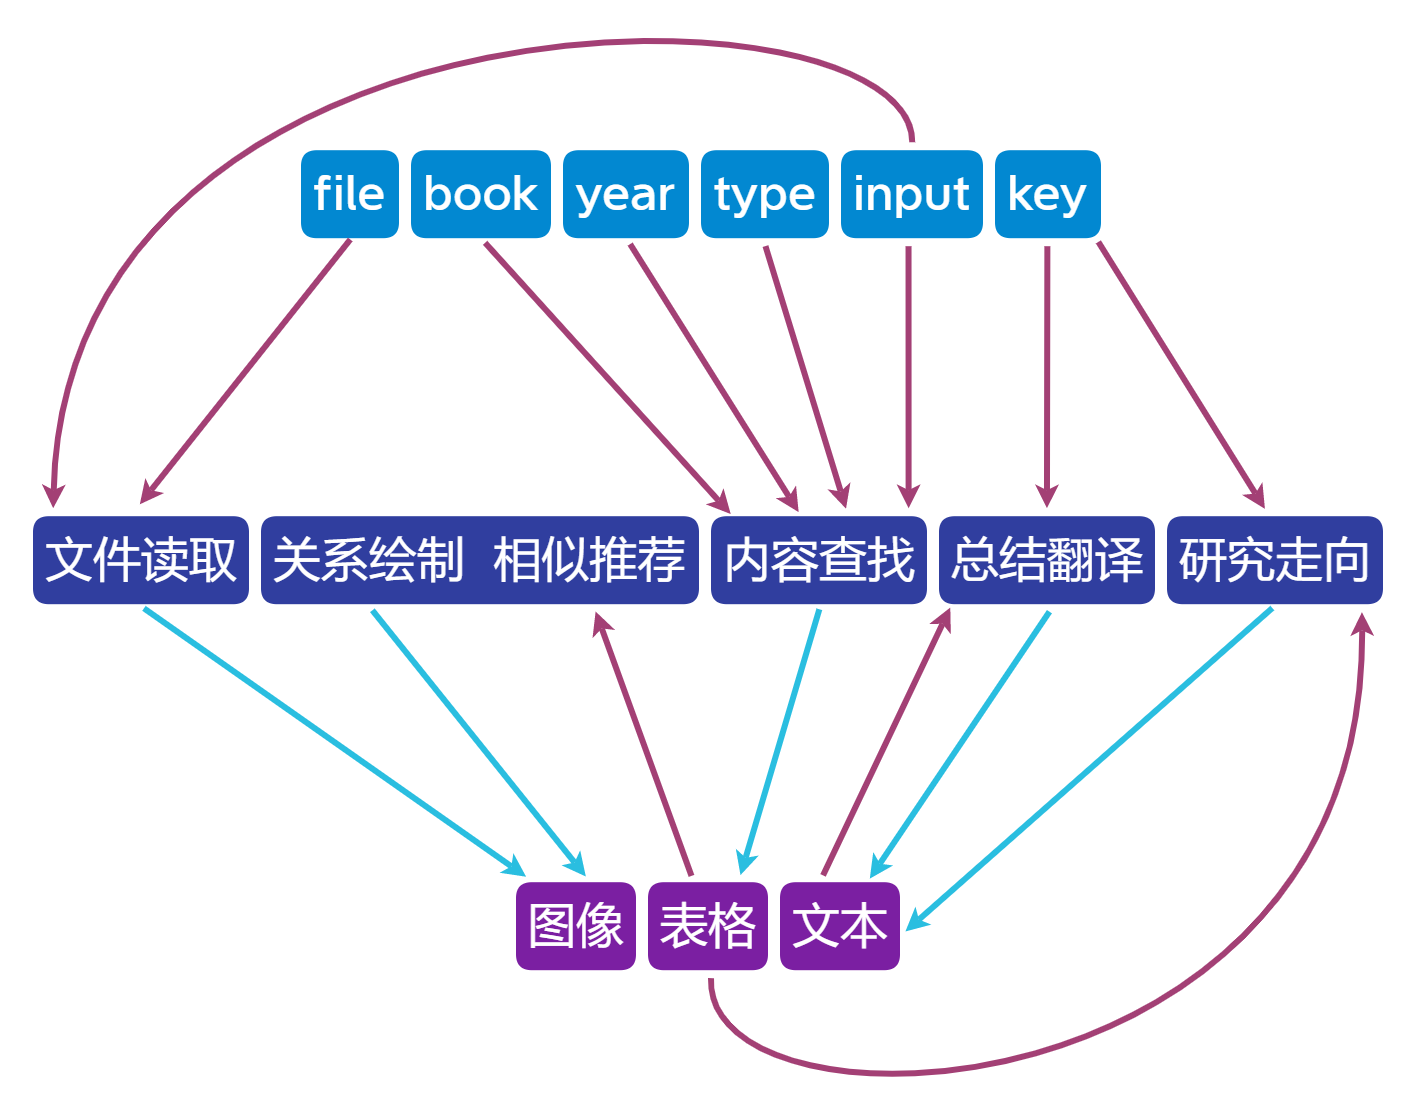 file book year type input key
文件读取 关系绘制 相似推荐 内容查找 总结翻译 研究走向
图像 表格 文本